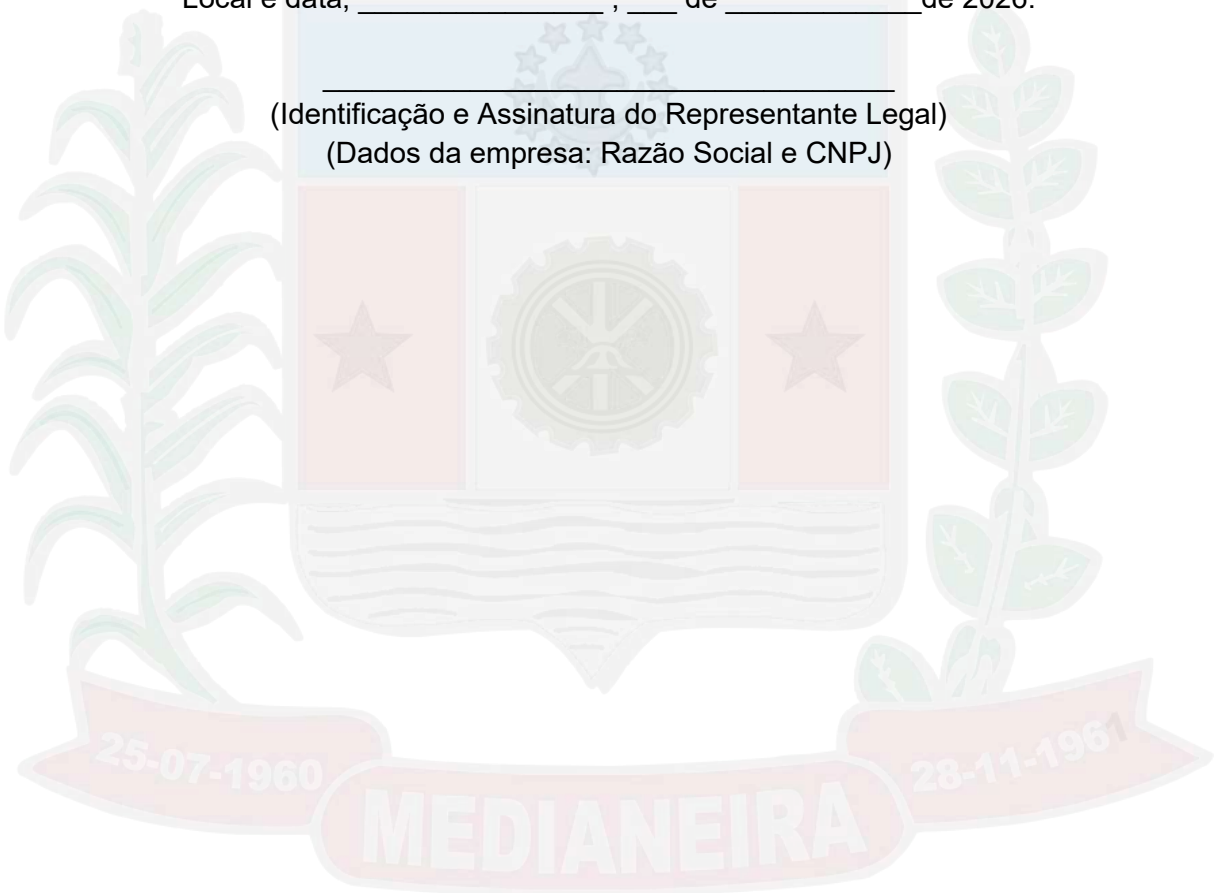 Local e data, _______________ , ___ de ____________de 2026.
___________________________________
(Identificação e Assinatura do Representante Legal)
(Dados da empresa: Razão Social e CNPJ)
25-07-1960
28-11-1961
MEDIANEIRA